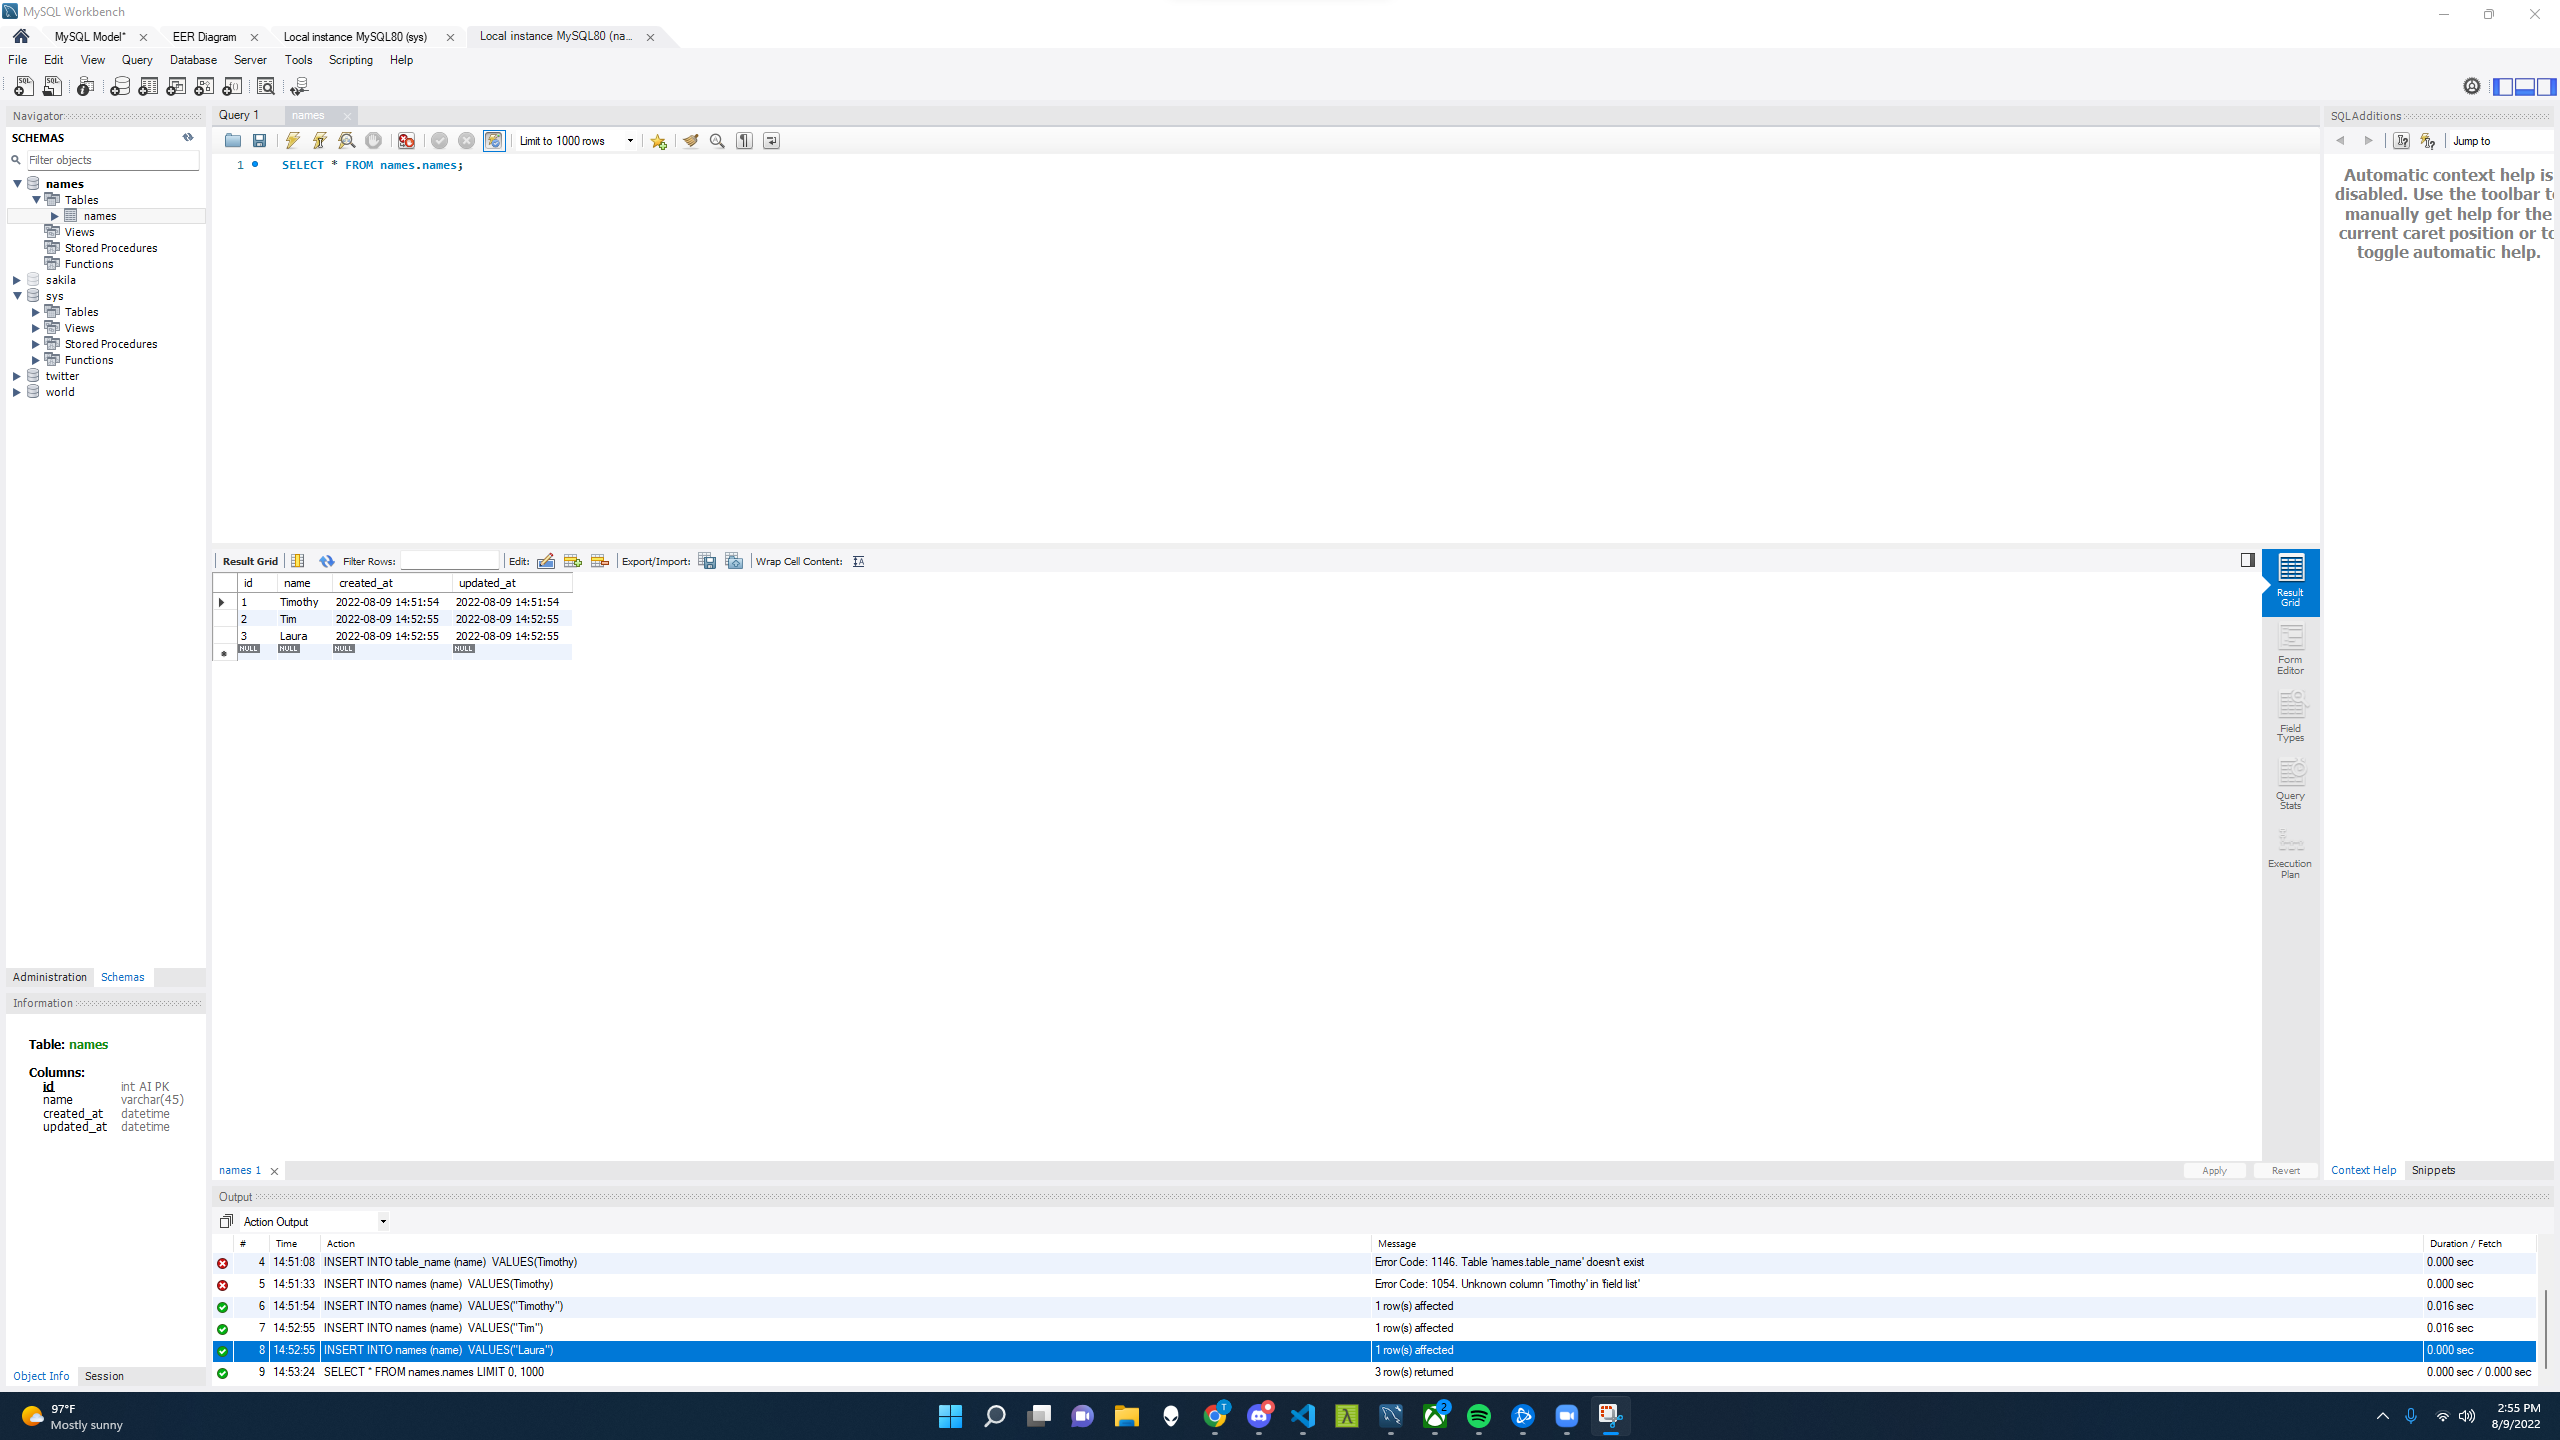 MySQL Workbench
MySQL Model*
EER Diagram
Local instance MySQL80 (sys)
Local instance MySQL80 (na...
File Edit View Query Database Server Tools Scripting Help
Navigator
SCHEMAS
Filter objects
names
Tables
names
Views
Stored Procedures
Functions
sakila
sys
Tables
Views
Stored Procedures
Functions
twitter
world
Administration Schemas
Information
Table: names
Columns:
id int AI PK
name varchar(45)
created_at datetime
updated_at datetime
Object Info Session
Query 1 names
Limit to 1000 rows
1 SELECT * FROM names.names;
Result Grid Filter Rows: Edit: Export/Import: Wrap Cell Content:
id name created_at updated_at
1 Timothy 2022-08-09 14:51:54 2022-08-09 14:51:54
2 Tim 2022-08-09 14:52:55 2022-08-09 14:52:55
3 Laura 2022-08-09 14:52:55 2022-08-09 14:52:55
NULL NULL NULL NULL
Result
Grid
Form
Editor
Field
Types
Query
Stats
Execution
Plan
names 1
Apply Revert
SQLAdditions
Jump to
Automatic context help is
disabled. Use the toolbar to
manually get help for the
current caret position or to
toggle automatic help.
Context Help Snippets
Output
Action Output
# Time Action Message Duration / Fetch
4 14:51:08 INSERT INTO table_name (name) VALUES(Timothy) Error Code: 1146. Table 'names.table_name' doesn't exist 0.000 sec
5 14:51:33 INSERT INTO names (name) VALUES(Timothy) Error Code: 1054. Unknown column 'Timothy' in 'field list' 0.000 sec
6 14:51:54 INSERT INTO names (name) VALUES("Timothy") 1 row(s) affected 0.016 sec
7 14:52:55 INSERT INTO names (name) VALUES("Tim") 1 row(s) affected 0.016 sec
8 14:52:55 INSERT INTO names (name) VALUES("Laura") 1 row(s) affected 0.000 sec
9 14:53:24 SELECT * FROM names.names LIMIT 0, 1000 3 row(s) returned 0.000 sec / 0.000 sec
97°F
Mostly sunny
T
2
2:55 PM
8/9/2022